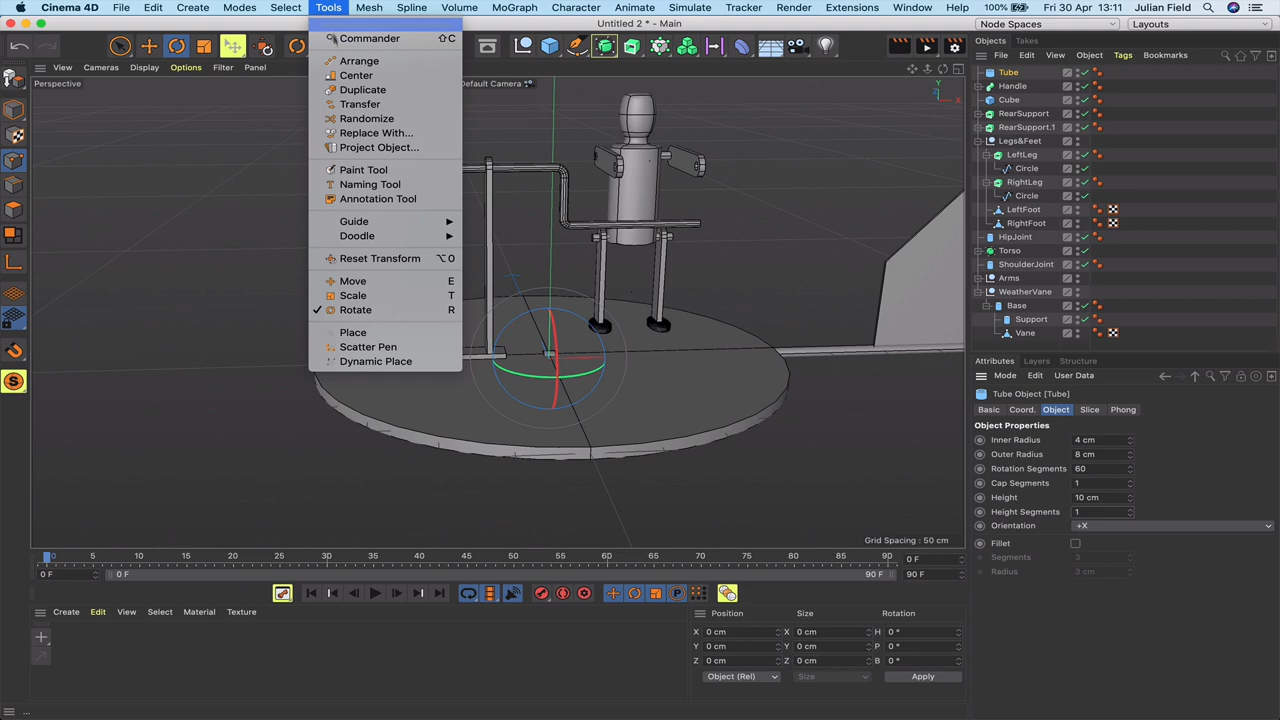 Cinema 4D File Edit Create Modes Select Tools Mesh Spline Volume MoGraph Character Animate Simulate Tracker Render Extensions Window Help 100% Fri 30 Apr 13:11 Julian Field
Untitled 2 * - Main
Node Spaces Layouts
Commander ⇧C
Arrange
Center
Duplicate
Transfer
Randomize
Replace With...
Project Object...
Paint Tool
Naming Tool
Annotation Tool
Guide
Doodle
Reset Transform ⌥0
Move E
Scale T
Rotate R
Place
Scatter Pen
Dynamic Place
View Cameras Display Options Filter Panel
Perspective
Default Camera
Y
Z
X
Grid Spacing : 50 cm
Objects Takes
File Edit View Object Tags
Tube
Handle
Cube
RearSupport
RearSupport.1
Legs&Feet
LeftLeg
Circle
RightLeg
Circle
LeftFoot
RightFoot
HipJoint
Torso
ShoulderJoint
Arms
WeatherVane
Base
Support
Vane
Attributes Layers Structure
Mode Edit User Data
Tube Object [Tube]
Basic Coord. Object Slice Phong
Object Properties
Inner Radius 4 cm
Outer Radius 8 cm
Rotation Segments 60
Cap Segments 1
Height 10 cm
Height Segments 1
Orientation +X
Fillet
Segments 3
Radius 3 cm
0 5 10 15 20 25 30 35 40 45 50 55 60 65 70 75 80 85 90 0 F
0 F 0 F 90 F 90 F
Create Edit View Select Material Texture
Position Size Rotation
X 0 cm X 0 cm H 0 °
Y 0 cm Y 0 cm P 0 °
Z 0 cm Z 0 cm B 0 °
Object (Rel) Size Apply
...